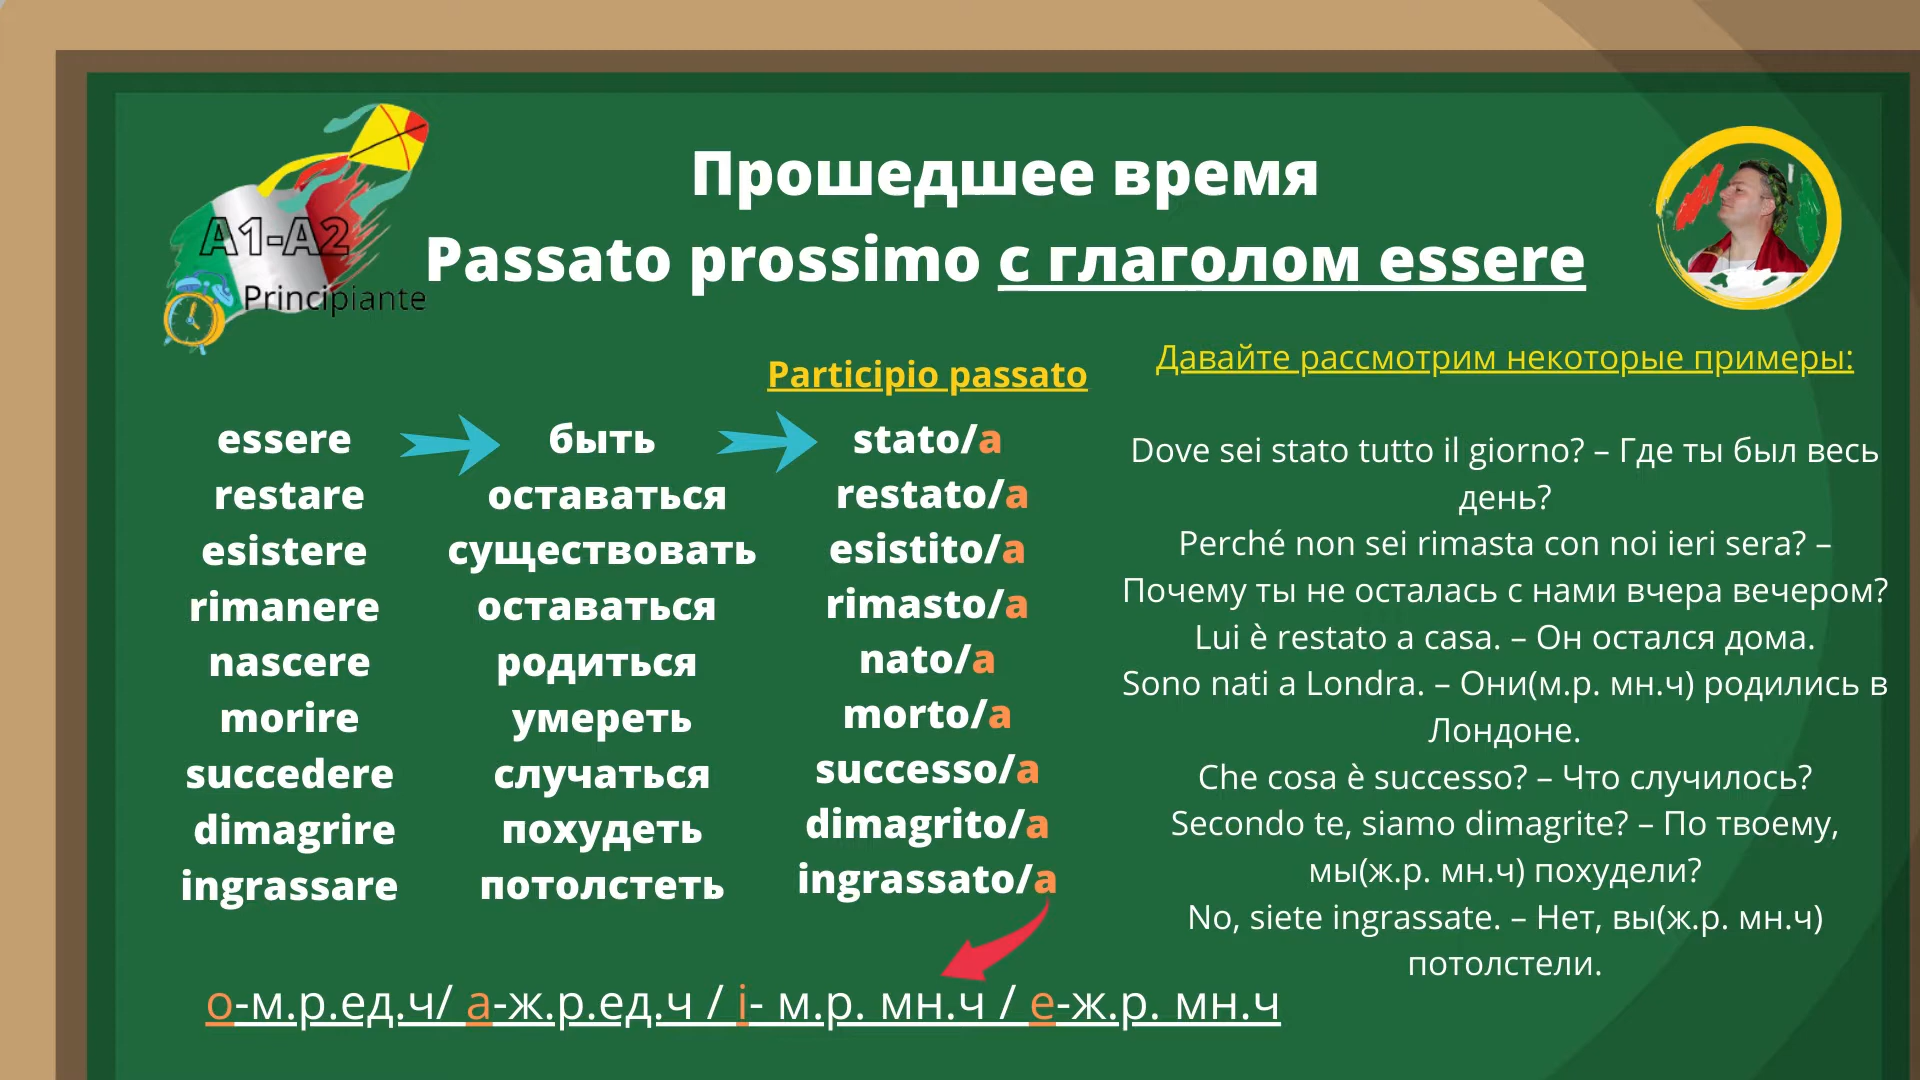 Прошедшее время
Passato prossimo с глаголом essere
A1-A2
Principiante
Participio passato
essere быть stato/a
restare оставаться restato/a
esistere существовать esistito/a
rimanere оставаться rimasto/a
nascere родиться nato/a
morire умереть morto/a
succedere случаться successo/a
dimagrire похудеть dimagrito/a
ingrassare потолстеть ingrassato/a
o-м.р.ед.ч/ a-ж.р.ед.ч / i- м.р. мн.ч / e-ж.р. мн.ч
Давайте рассмотрим некоторые примеры:
Dove sei stato tutto il giorno? – Где ты был весь
день?
Perché non sei rimasta con noi ieri sera? –
Почему ты не осталась с нами вчера вечером?
Lui è restato a casa. – Он остался дома.
Sono nati a Londra. – Они(м.р. мн.ч) родились в
Лондоне.
Che cosa è successo? – Что случилось?
Secondo te, siamo dimagrite? – По твоему,
мы(ж.р. мн.ч) похудели?
No, siete ingrassate. – Нет, вы(ж.р. мн.ч)
потолстели.